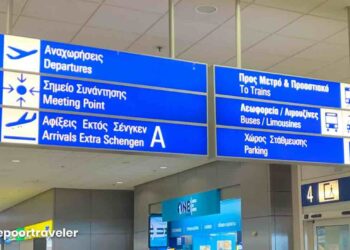 Αναχωρήσεις
Departures
Σημείο Συνάντησης
Meeting Point
Αφίξεις Εκτός Σένγκεν
Arrivals Extra Schengen A
Προς Μετρό & Προαστιακό
To Trains
Λεωφορεία / Λιμουζίνες
Buses / Limousines
Χώρος Στάθμευσης
Parking
4
epoortraveler